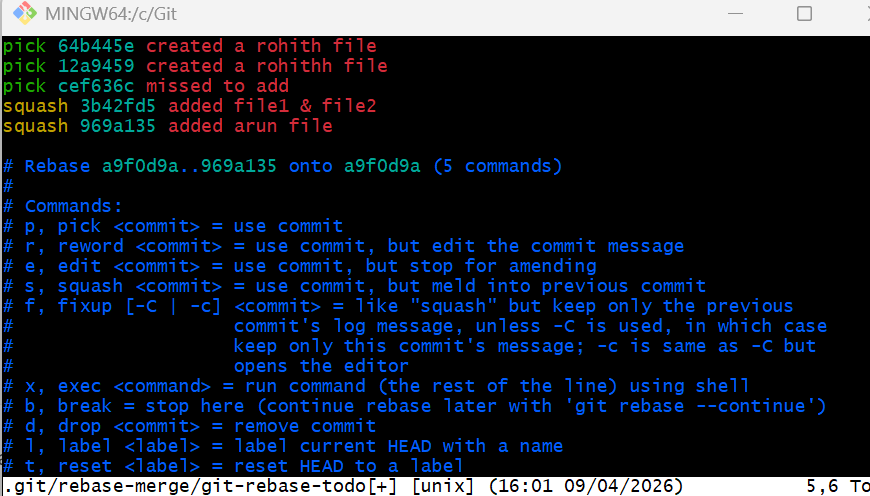 MINGW64:/c/Git
pick 64b445e created a rohith file
pick 12a9459 created a rohithh file
pick cef636c missed to add
squash 3b42fd5 added file1 & file2
squash 969a135 added arun file
# Rebase a9f0d9a..969a135 onto a9f0d9a (5 commands)
#
# Commands:
# p, pick <commit> = use commit
# r, reword <commit> = use commit, but edit the commit message
# e, edit <commit> = use commit, but stop for amending
# s, squash <commit> = use commit, but meld into previous commit
# f, fixup [-C | -c] <commit> = like "squash" but keep only the previous
#                    commit's log message, unless -C is used, in which case
#                    keep only this commit's message; -c is same as -C but
#                    opens the editor
# x, exec <command> = run command (the rest of the line) using shell
# b, break = stop here (continue rebase later with 'git rebase --continue')
# d, drop <commit> = remove commit
# l, label <label> = label current HEAD with a name
# t, reset <label> = reset HEAD to a label
.git/rebase-merge/git-rebase-todo[+] [unix] (16:01 09/04/2026) 5,6 To